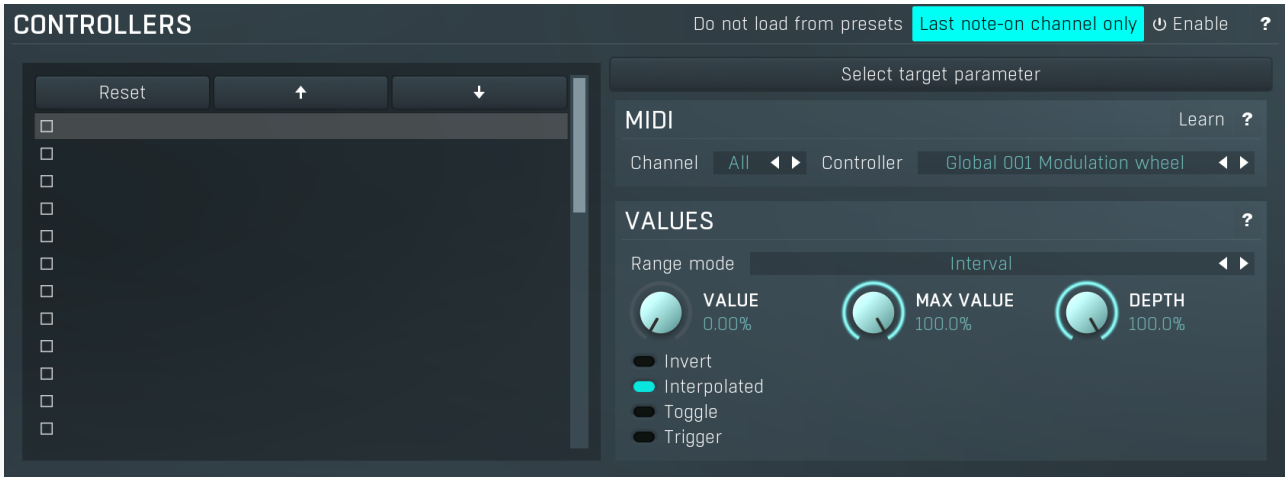 CONTROLLERS
Do not load from presets Last note-on channel only Enable ?
Reset
Select target parameter
MIDI Learn ?
Channel All Controller Global 001 Modulation wheel
VALUES ?
Range mode Interval
VALUE
0.00%
MAX VALUE
100.0%
DEPTH
100.0%
Invert
Interpolated
Toggle
Trigger